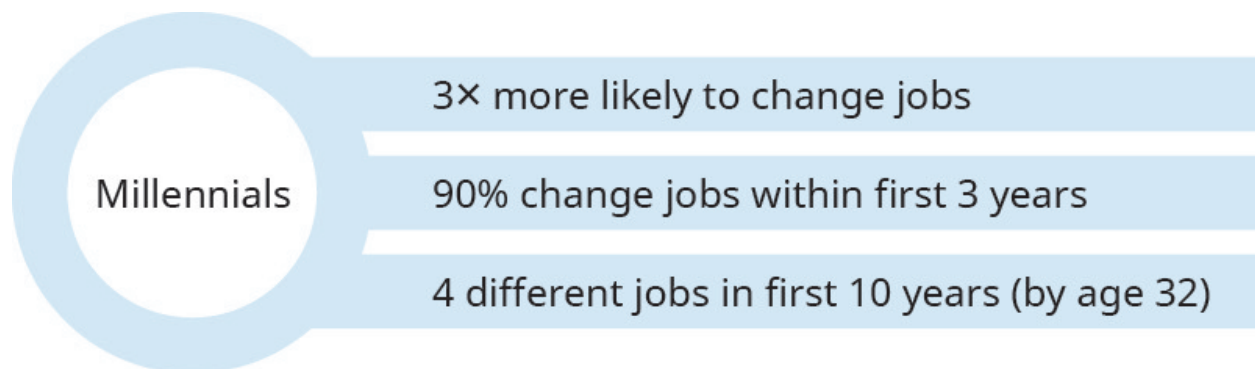 Millennials
3× more likely to change jobs
90% change jobs within first 3 years
4 different jobs in first 10 years (by age 32)